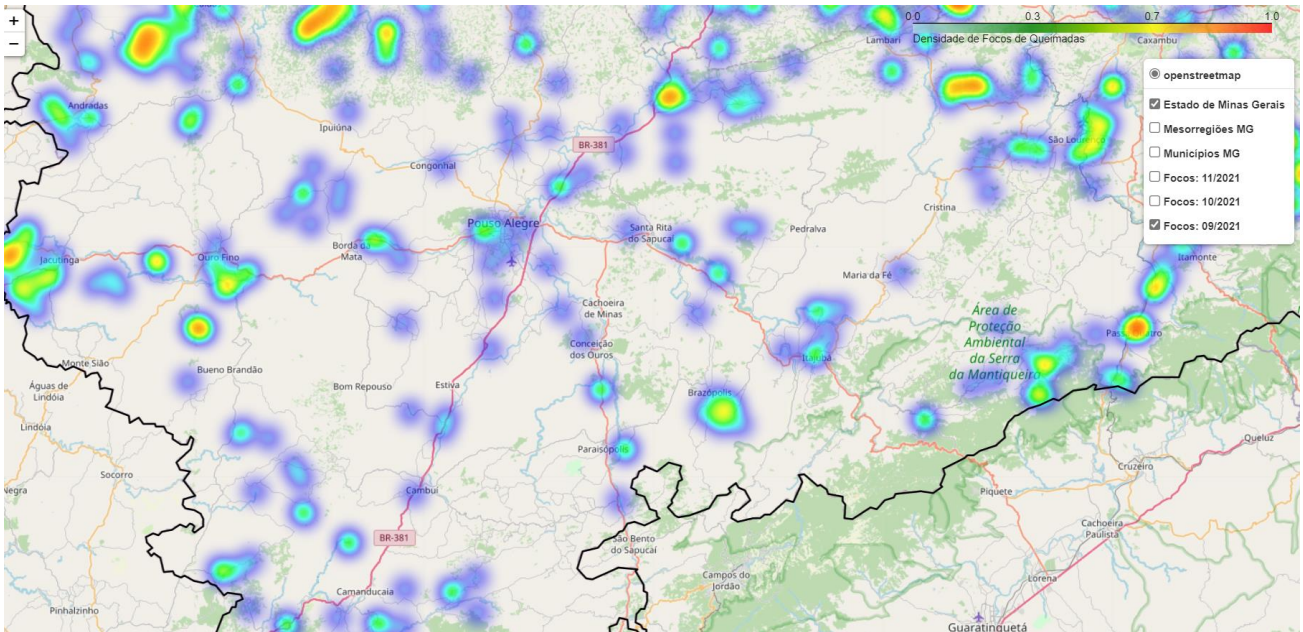 +
−
0.0 0.3 0.7 1.0
Densidade de Focos de Queimadas
openstreetmap
Estado de Minas Gerais
Mesorregiões MG
Municipios MG
Focos: 11/2021
Focos: 10/2021
Focos: 09/2021
Lambari
Caxambu
Andradas
Ipuiúna
BR-381
São Lourenço
Congonhal
Cristina
Pouso Alegre
Santa Rita
do Sapucaí
Pedralva
Borda da
Mata
Jacutinga
Ouro Fino
Itamonte
Maria da Fé
Cachoeira
de Minas
Área de
Proteção
Ambiental
da Serra
da Mantiqueira
Conceição
dos Ouros
Itajubá
Monte Sião
Bueno Brandão
Águas de
Lindóia
Bom Repouso
Estiva
Brazópolis
Lindóia
Queluz
Paraisópolis
Socorro
Cruzeiro
Negra
Cambuí
Piquete
Cachoeira
Paulista
BR-381
São Bento
do Sapucaí
Campos do
Jordão
Lorena
Camanducaia
Pinhalzinho
Guaratinguetá